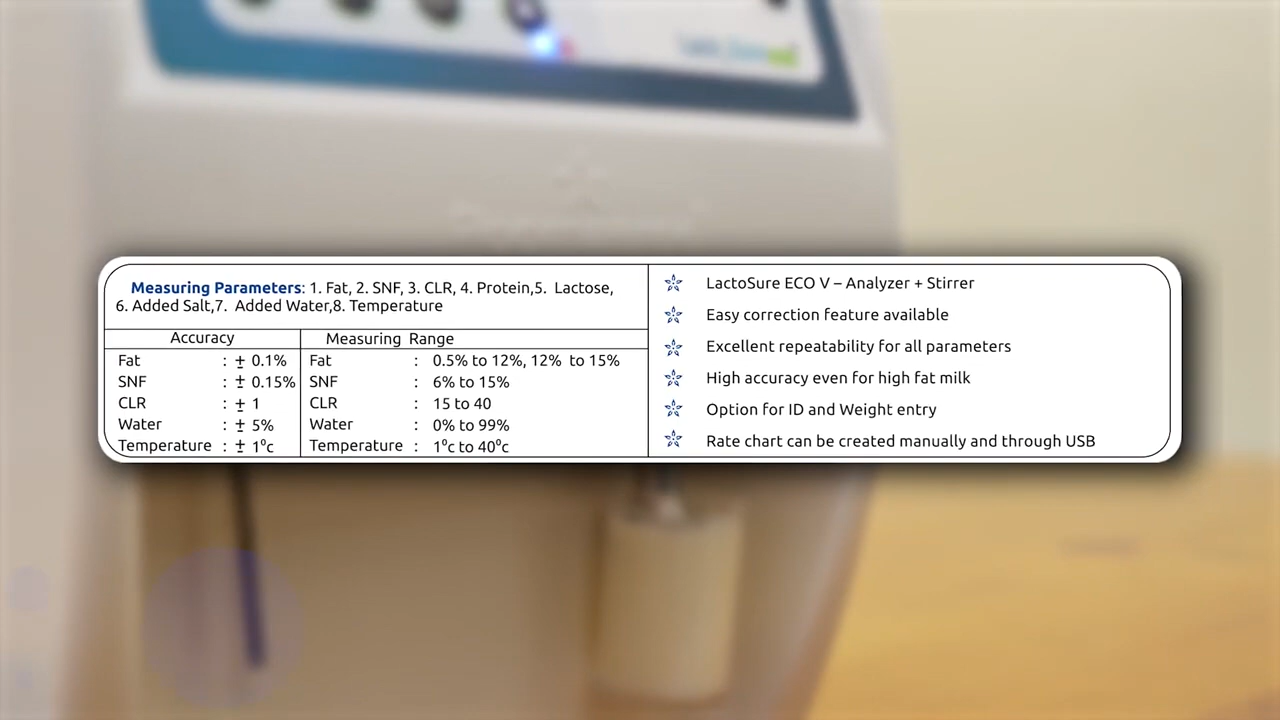 Measuring Parameters: 1. Fat, 2. SNF, 3. CLR, 4. Protein,5. Lactose,
6. Added Salt,7. Added Water,8. Temperature
Accuracy
Fat : ± 0.1%
SNF : ± 0.15%
CLR : ± 1
Water : ± 5%
Temperature : ± 1⁰c
Measuring Range
Fat : 0.5% to 12%, 12% to 15%
SNF : 6% to 15%
CLR : 15 to 40
Water : 0% to 99%
Temperature : 1⁰c to 40⁰c
LactoSure ECO V – Analyzer + Stirrer
Easy correction feature available
Excellent repeatability for all parameters
High accuracy even for high fat milk
Option for ID and Weight entry
Rate chart can be created manually and through USB